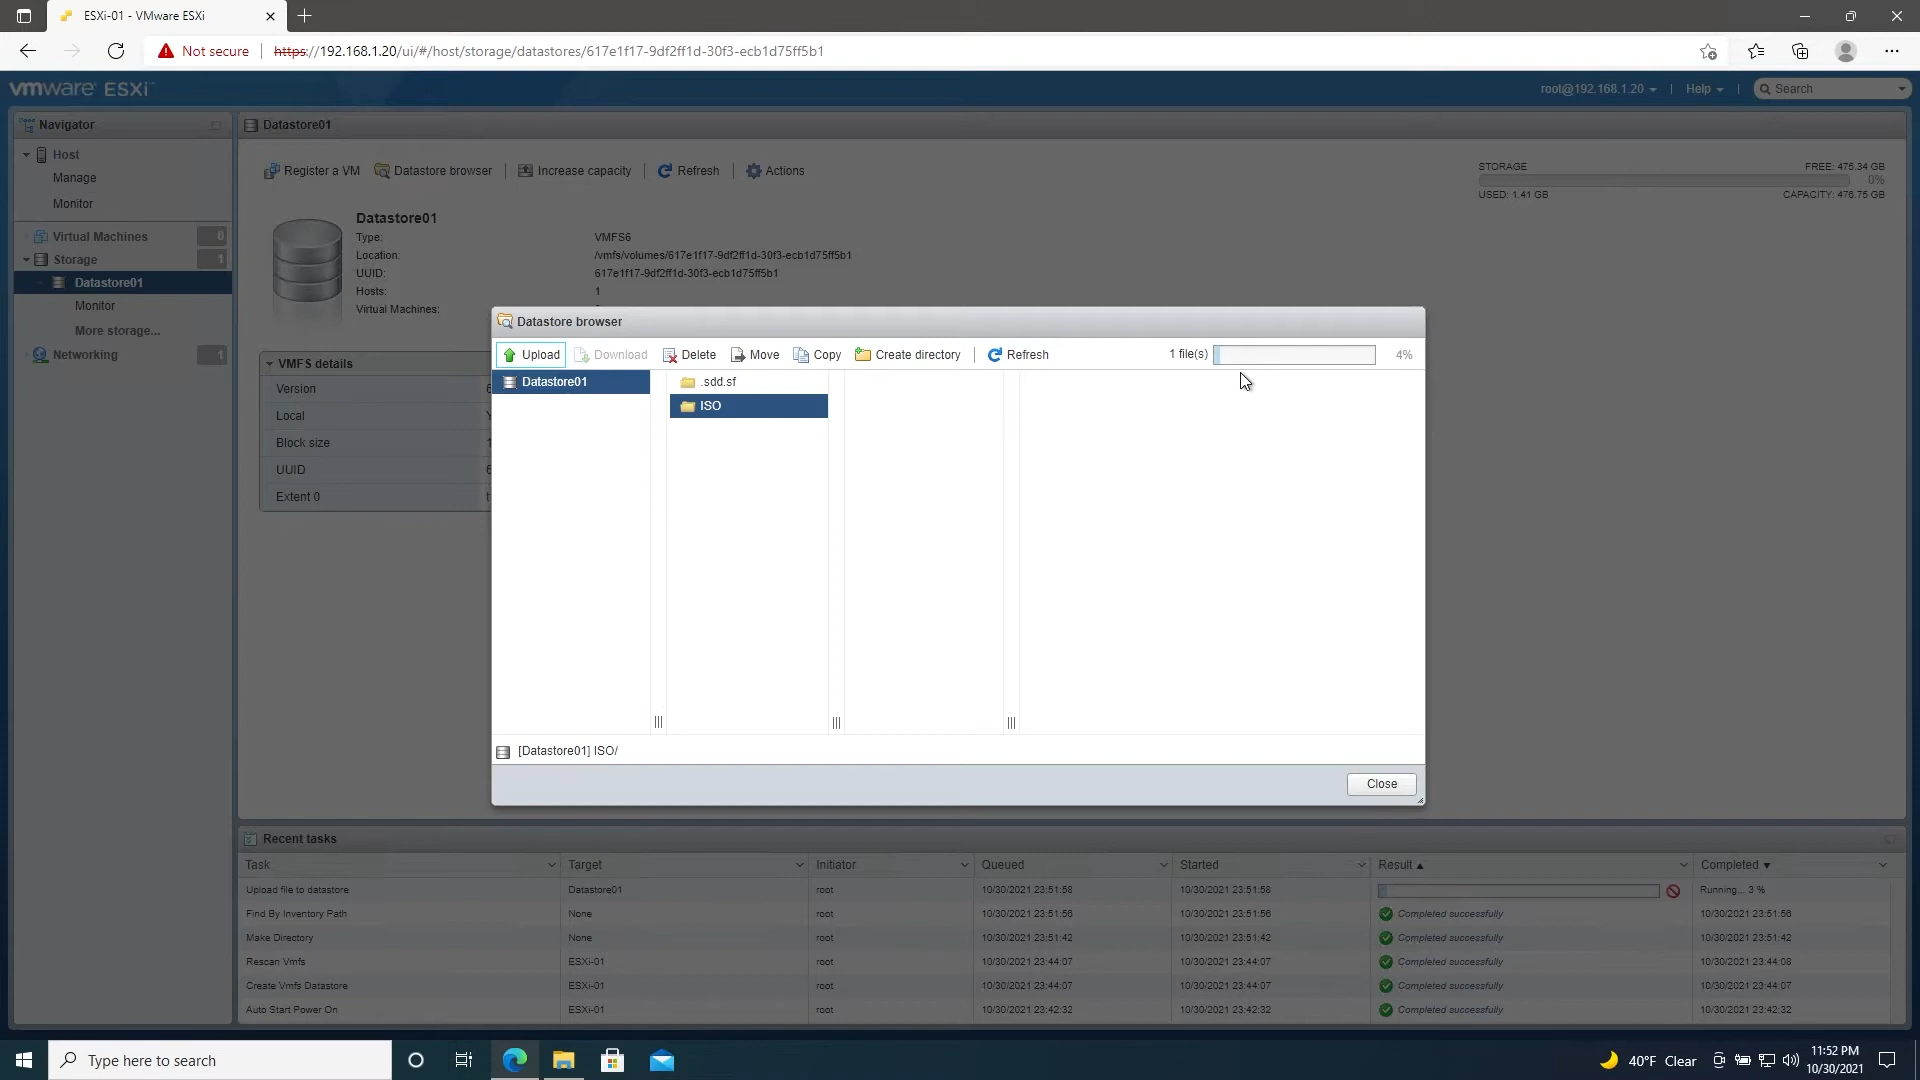 ESXi-01 - VMware ESXi
Not secure https://192.168.1.20/ui/#/host/storage/datastores/617e1f17-9df2ff1d-30f3-ecb1d75ff5b1
vmware ESXi
root@192.168.1.20 | Help | Search
Navigator
Host
Manage
Monitor
Virtual Machines 0
Storage 1
Datastore01
Monitor
More storage...
Networking 1
Datastore01
Register a VM Datastore browser Increase capacity Refresh Actions
STORAGE FREE: 475.34 GB
0%
USED: 1.41 GB CAPACITY: 476.75 GB
Datastore01
Type: VMFS6
Location: /vmfs/volumes/617e1f17-9df2ff1d-30f3-ecb1d75ff5b1
UUID: 617e1f17-9df2ff1d-30f3-ecb1d75ff5b1
Hosts: 1
Virtual Machines:
VMFS details
Version 6
Local Y
Block size 1
UUID 6
Extent 0 t
Datastore browser
Upload Download Delete Move Copy Create directory Refresh 1 file(s) 4%
Datastore01
.sdd.sf
ISO
[Datastore01] ISO/
Close
Recent tasks
Task Target Initiator Queued Started Result Completed
Upload file to datastore Datastore01 root 10/30/2021 23:51:58 10/30/2021 23:51:58 Running... 3 %
Find By Inventory Path None root 10/30/2021 23:51:56 10/30/2021 23:51:56 Completed successfully 10/30/2021 23:51:56
Make Directory None root 10/30/2021 23:51:42 10/30/2021 23:51:42 Completed successfully 10/30/2021 23:51:42
Rescan Vmfs ESXi-01 root 10/30/2021 23:44:07 10/30/2021 23:44:07 Completed successfully 10/30/2021 23:44:08
Create Vmfs Datastore ESXi-01 root 10/30/2021 23:44:07 10/30/2021 23:44:07 Completed successfully 10/30/2021 23:44:07
Auto Start Power On ESXi-01 root 10/30/2021 23:42:32 10/30/2021 23:42:32 Completed successfully 10/30/2021 23:42:32
Type here to search
40°F Clear
11:52 PM
10/30/2021